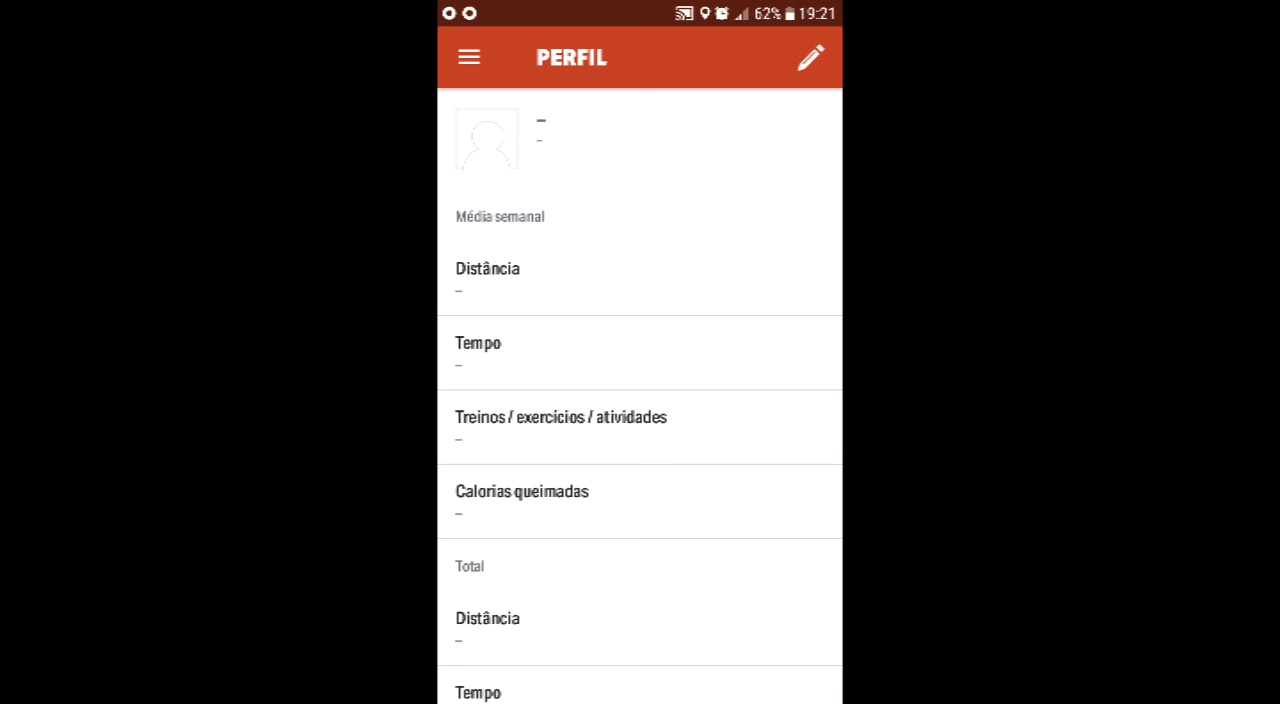 62% 19:21
PERFIL
–
–
Média semanal
Distância
–
Tempo
–
Treinos / exercícios / atividades
–
Calorias queimadas
–
Total
Distância
–
Tempo